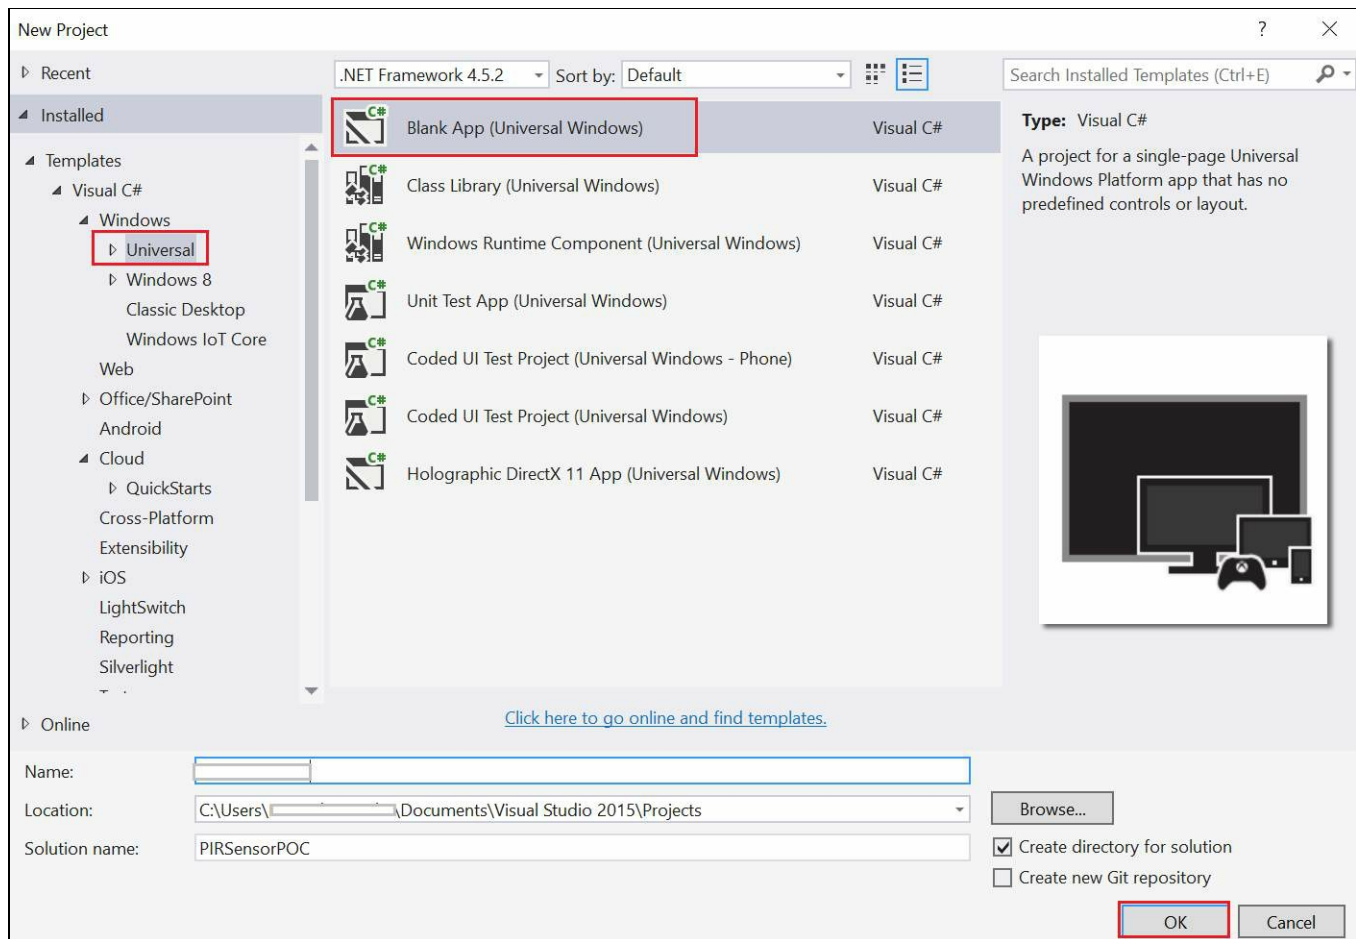 New Project
?
Recent
.NET Framework 4.5.2
Sort by: Default
Search Installed Templates (Ctrl+E)
Installed
Templates
Visual C#
Windows
Universal
Windows 8
Classic Desktop
Windows IoT Core
Web
Office/SharePoint
Android
Cloud
QuickStarts
Cross-Platform
Extensibility
iOS
LightSwitch
Reporting
Silverlight
Online
C# Blank App (Universal Windows) Visual C#
C# Class Library (Universal Windows) Visual C#
C# Windows Runtime Component (Universal Windows) Visual C#
C# Unit Test App (Universal Windows) Visual C#
C# Coded UI Test Project (Universal Windows - Phone) Visual C#
C# Coded UI Test Project (Universal Windows) Visual C#
C# Holographic DirectX 11 App (Universal Windows) Visual C#
Click here to go online and find templates.
Type: Visual C#
A project for a single-page Universal
Windows Platform app that has no
predefined controls or layout.
Name:
Location: C:\Users\ \Documents\Visual Studio 2015\Projects
Browse...
Solution name: PIRSensorPOC
Create directory for solution
Create new Git repository
OK
Cancel